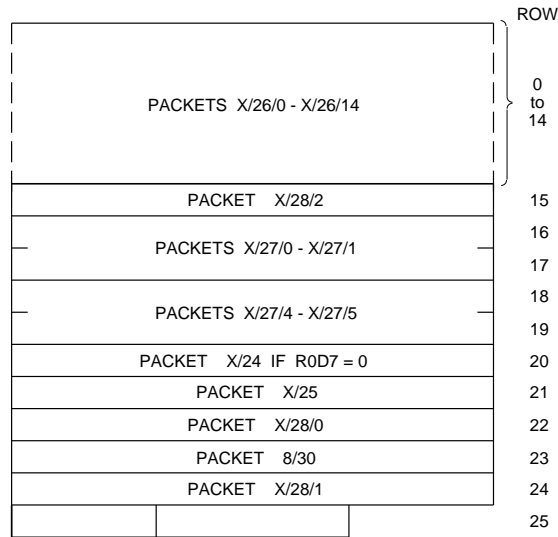 ROW
PACKETS X/26/0 - X/26/14
0
to
14
PACKET X/28/2 15
16
PACKETS X/27/0 - X/27/1
17
18
PACKETS X/27/4 - X/27/5
19
PACKET X/24 IF R0D7 = 0 20
PACKET X/25 21
PACKET X/28/0 22
PACKET 8/30 23
PACKET X/28/1 24
25